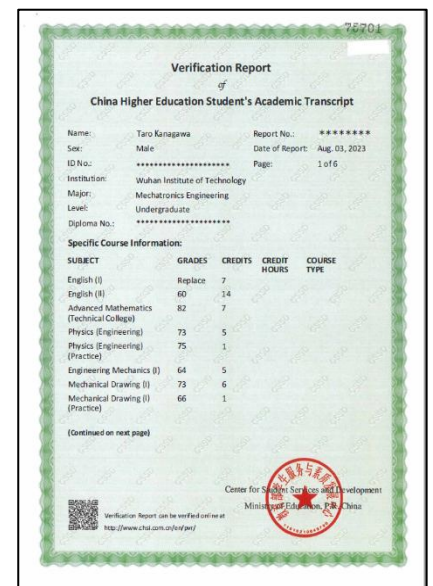 75701
Verification Report
of
China Higher Education Student's Academic Transcript
Name: Taro Kanagawa Report No.: ********
Sex: Male Date of Report: Aug. 03, 2023
ID No.: ********************* Page: 1 of 6
Institution: Wuhan Institute of Technology
Major: Mechatronics Engineering
Level: Undergraduate
Diploma No.: *********************
Specific Course Information:
SUBJECT GRADES CREDITS CREDIT HOURS COURSE TYPE
English (I) Replace 7
English (II) 60 14
Advanced Mathematics (Technical College) 82 7
Physics (Engineering) 73 5
Physics (Engineering) (Practice) 75 1
Engineering Mechanics (I) 64 5
Mechanical Drawing (I) 73 6
Mechanical Drawing (I) (Practice) 66 1
(Continued on next page)
Center for Student Services and Development
Ministry of Education, P.R. China
Verification Report can be verified online at
http://www.chsi.com.cn/en/pvr/